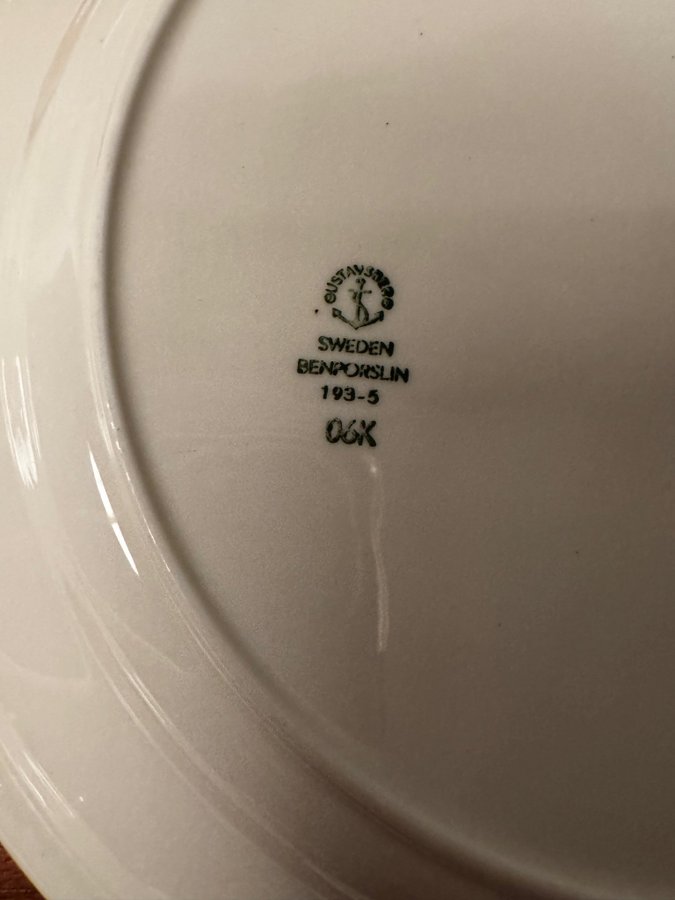 GUSTAVSBERG
SWEDEN
BENPORSLIN
193-5
06K